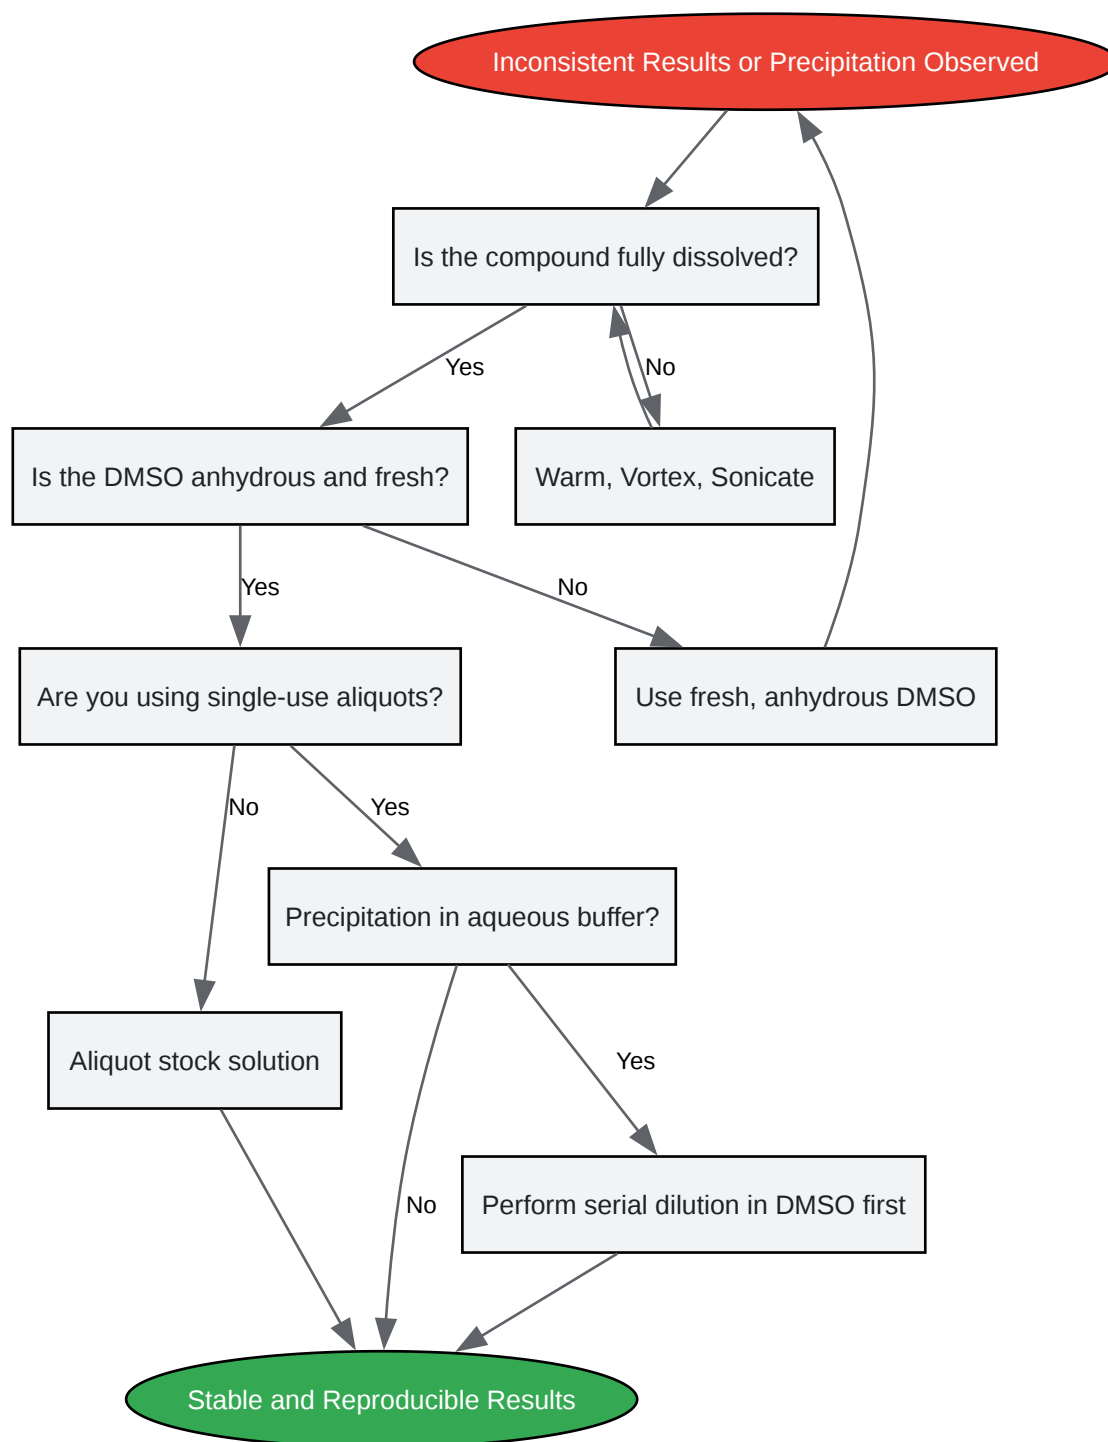 Inconsistent Results or Precipitation Observed
Is the compound fully dissolved?
Yes
No
Is the DMSO anhydrous and fresh?
Warm, Vortex, Sonicate
Yes
No
Are you using single-use aliquots?
Use fresh, anhydrous DMSO
No
Yes
Precipitation in aqueous buffer?
Aliquot stock solution
Yes
No
Perform serial dilution in DMSO first
Stable and Reproducible Results